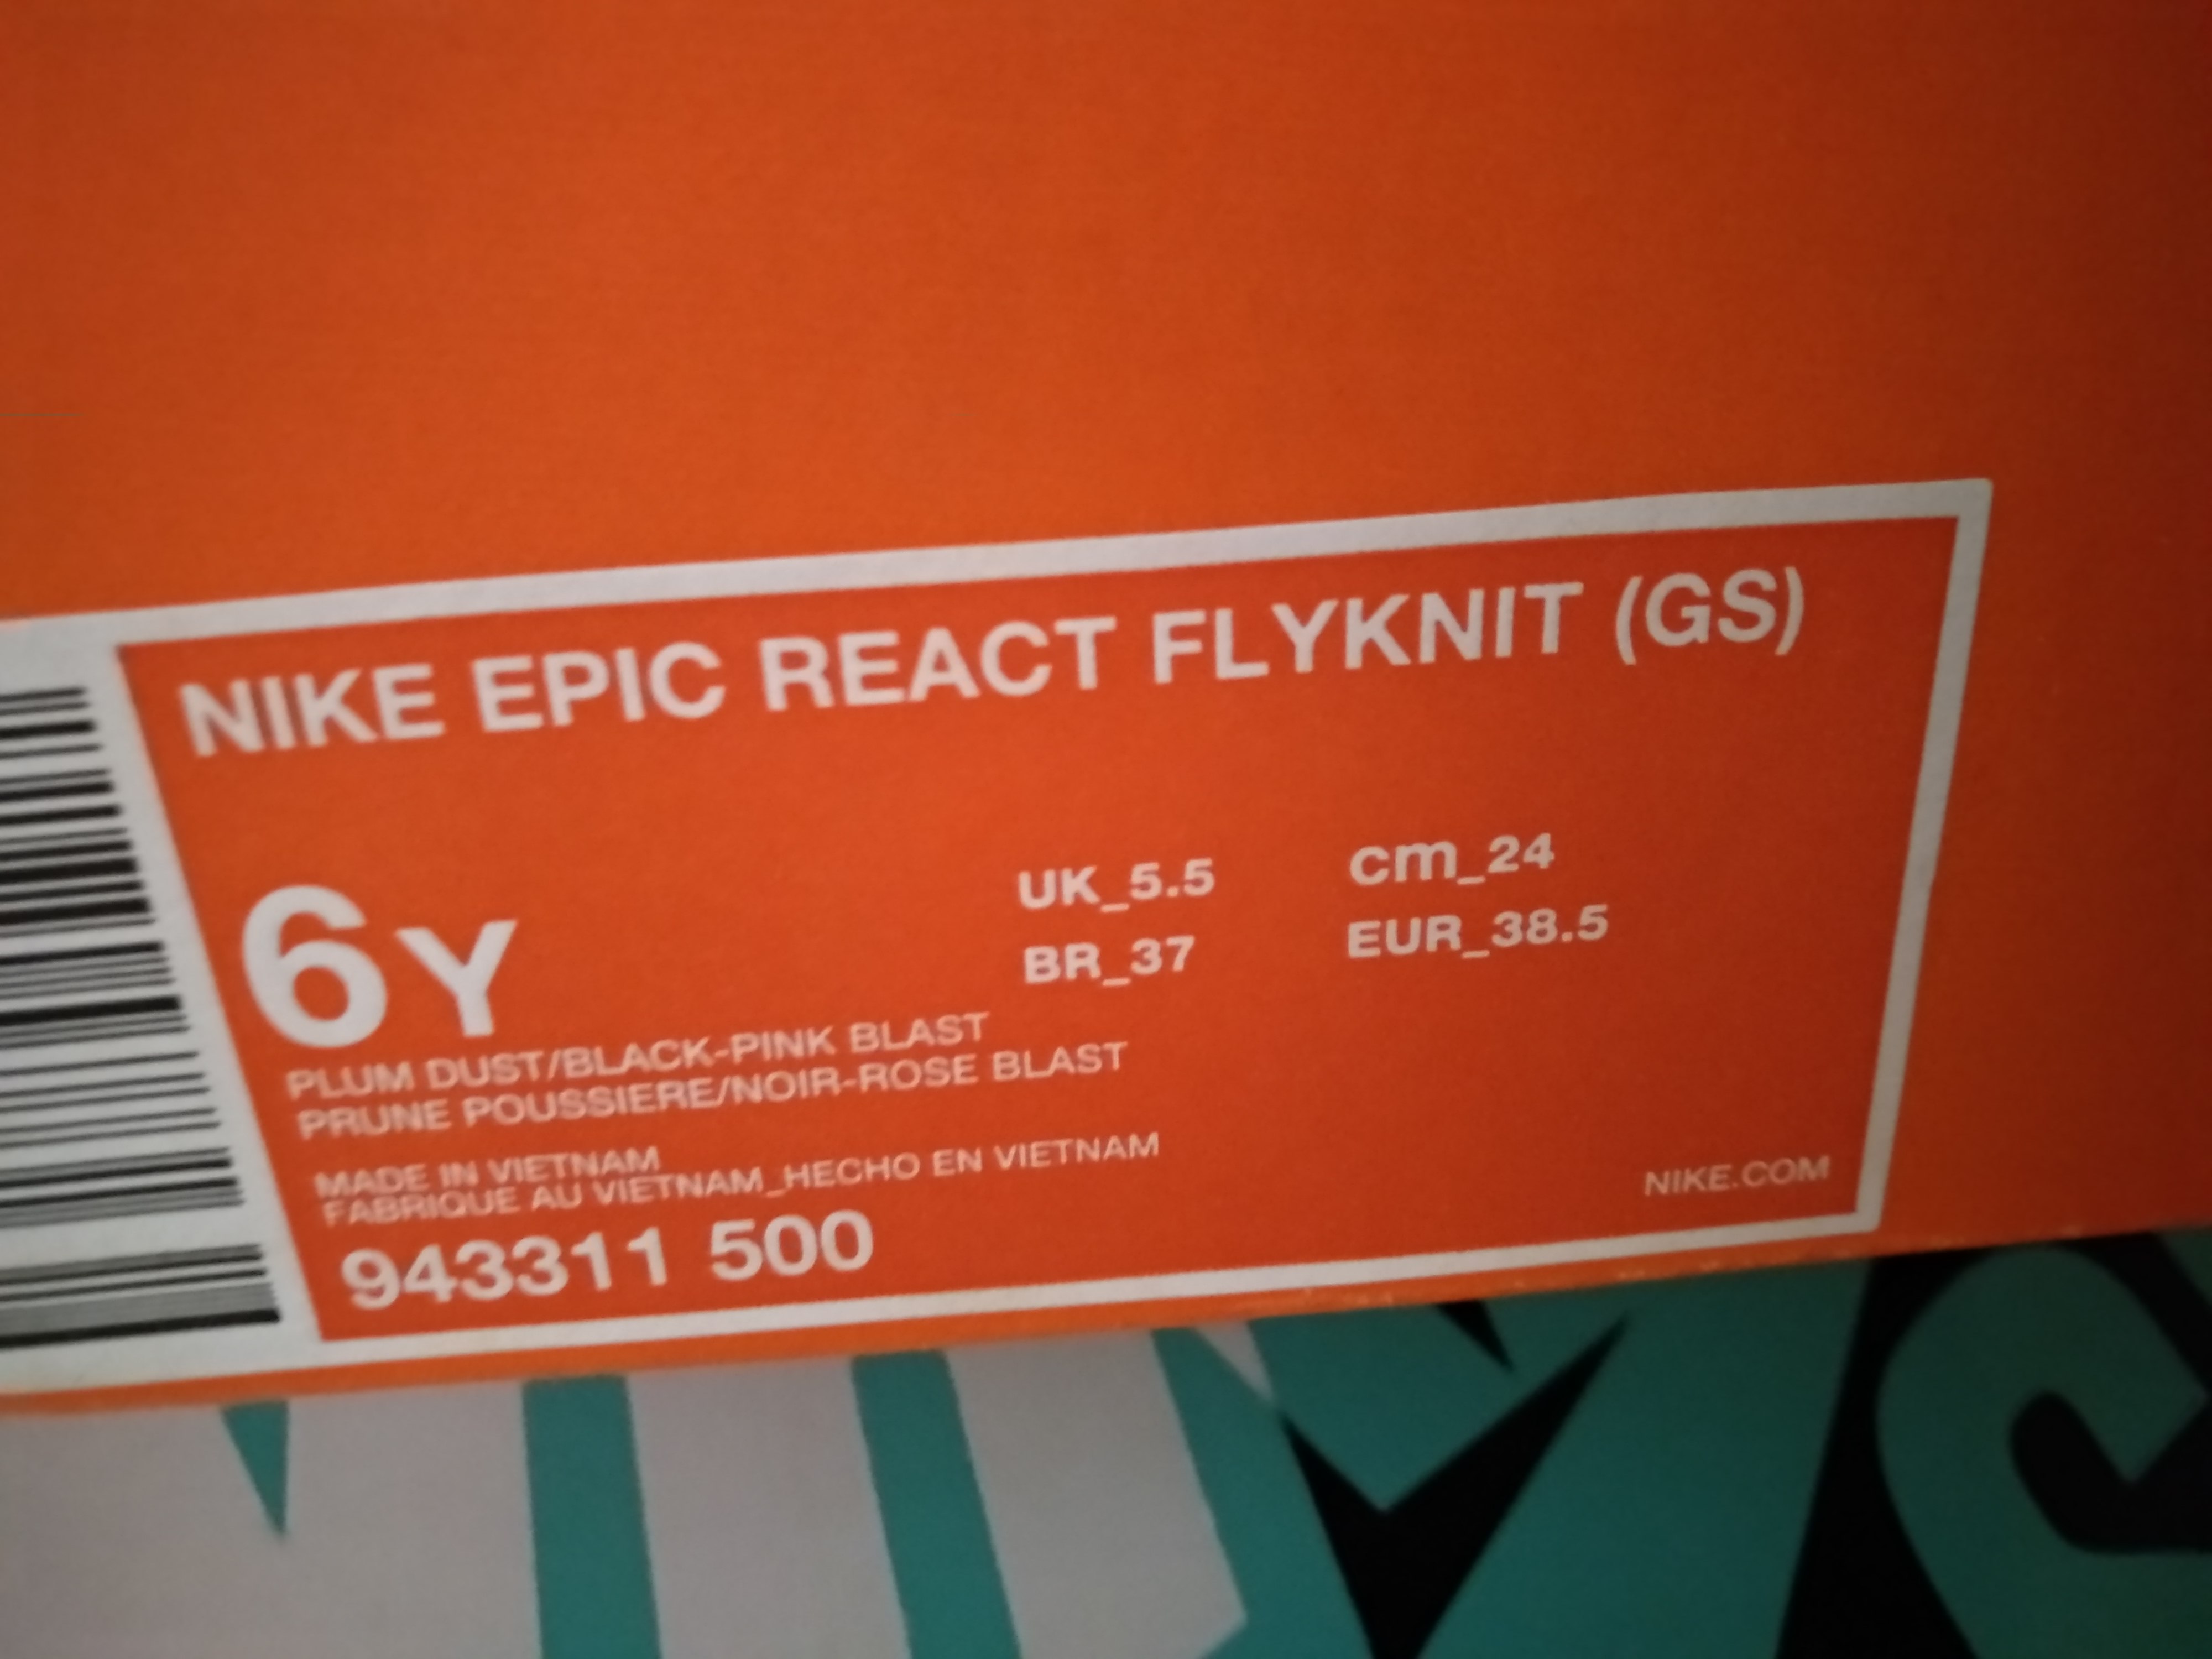 NIKE EPIC REACT FLYKNIT (GS)
6Y
UK_5.5 cm_24
BR_37 EUR_38.5
PLUM DUST/BLACK-PINK BLAST
PRUNE POUSSIERE/NOIR-ROSE BLAST
MADE IN VIETNAM
FABRIQUE AU VIETNAM_HECHO EN VIETNAM
943311 500
NIKE.COM